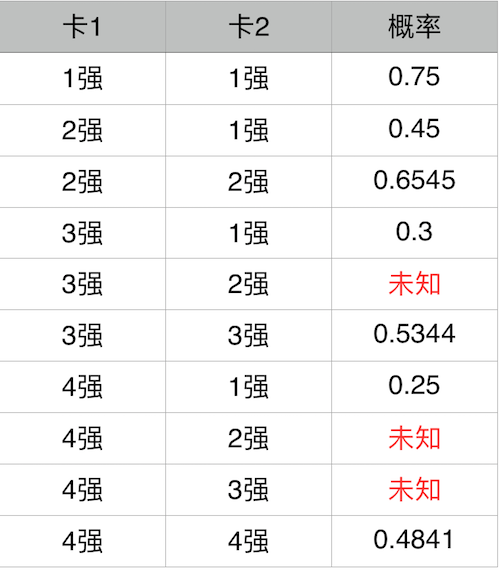 卡1 卡2 概率
1强 1强 0.75
2强 1强 0.45
2强 2强 0.6545
3强 1强 0.3
3强 2强 未知
3强 3强 0.5344
4强 1强 0.25
4强 2强 未知
4强 3强 未知
4强 4强 0.4841